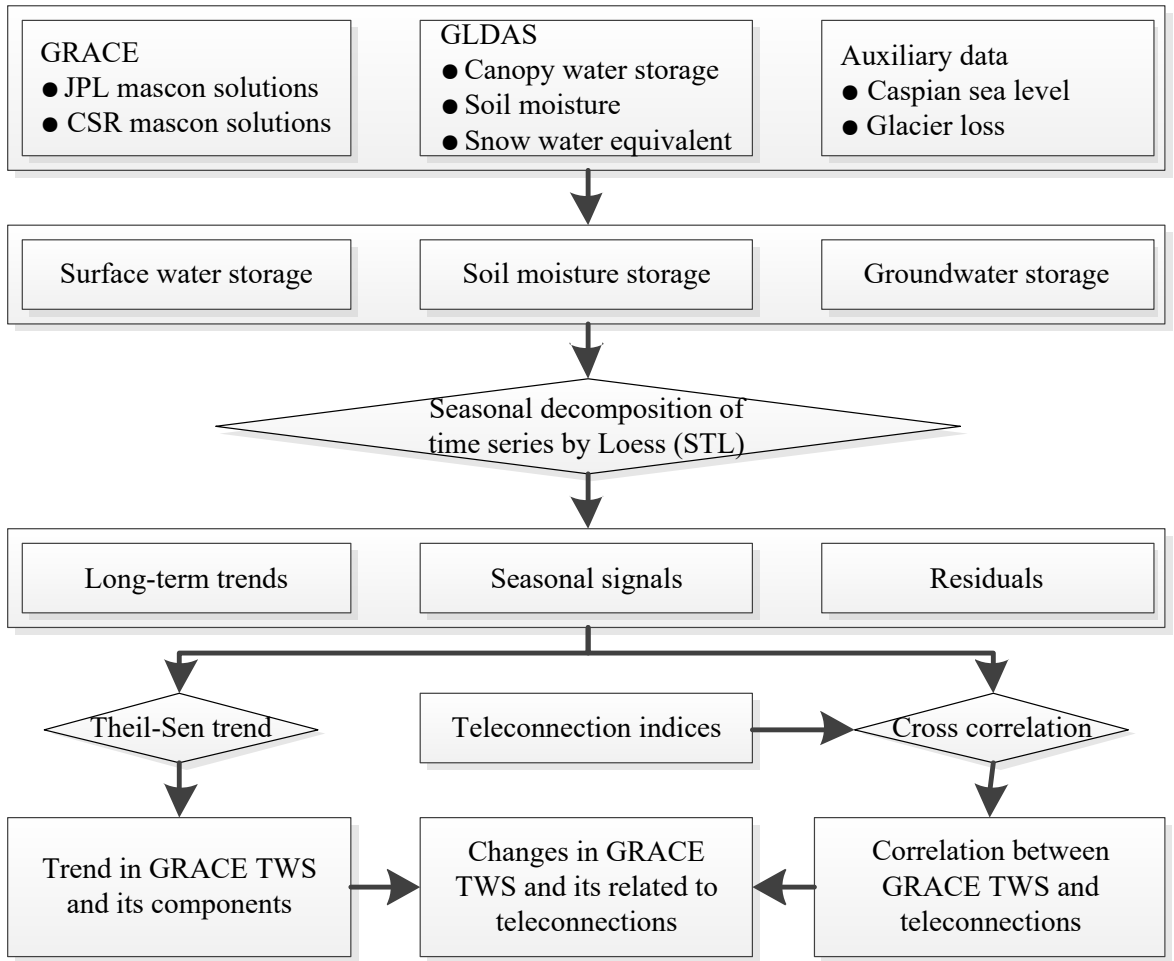 GRACE
● JPL mascon solutions
● CSR mascon solutions
GLDAS
● Canopy water storage
● Soil moisture
● Snow water equivalent
Auxiliary data
● Caspian sea level
● Glacier loss
Surface water storage
Soil moisture storage
Groundwater storage
Seasonal decomposition of
time series by Loess (STL)
Long-term trends
Seasonal signals
Residuals
Theil-Sen trend
Teleconnection indices
Cross correlation
Trend in GRACE TWS
and its components
Changes in GRACE
TWS and its related to
teleconnections
Correlation between
GRACE TWS and
teleconnections